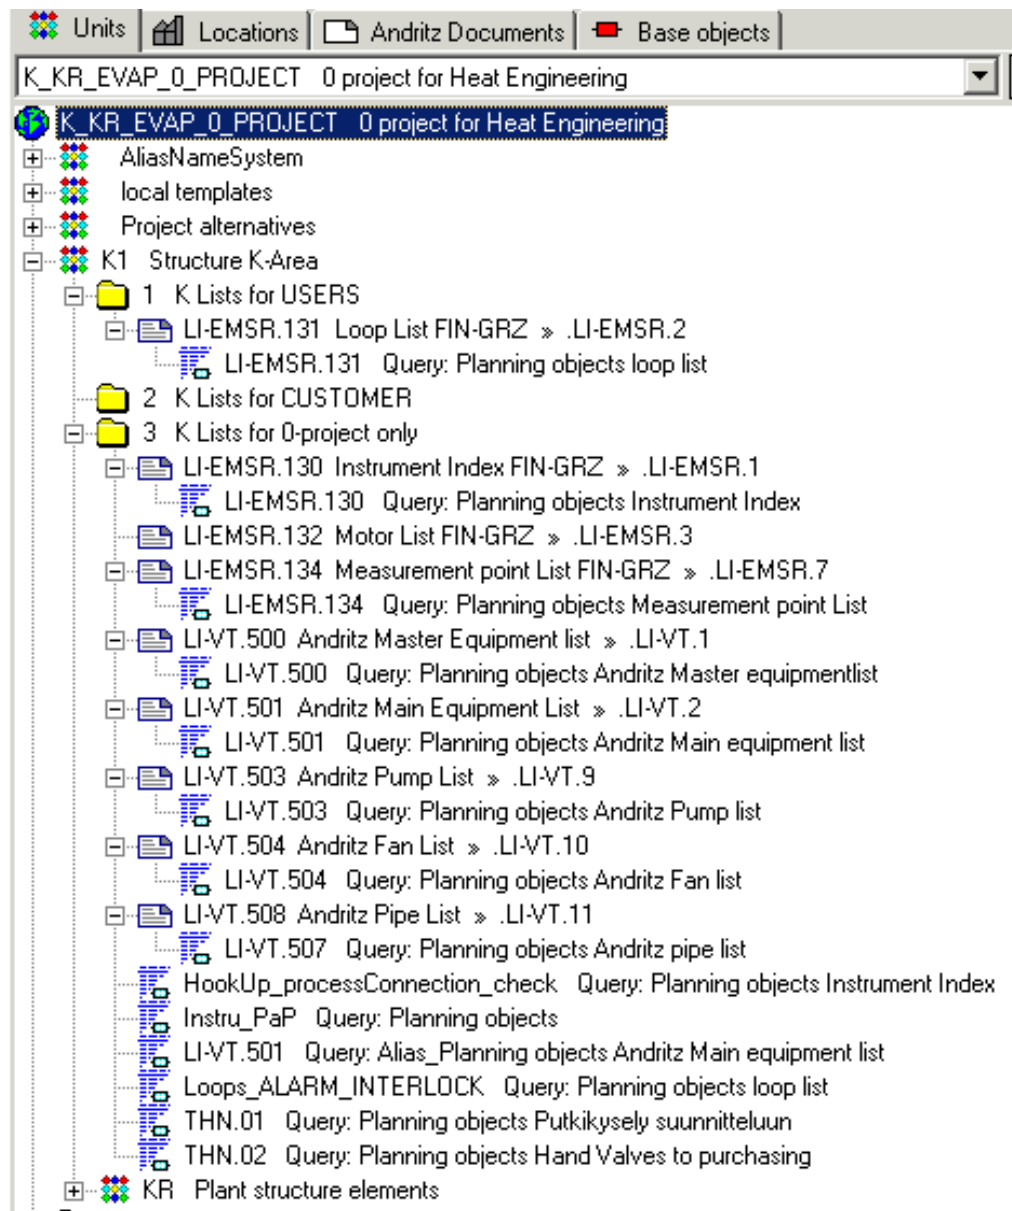 Units Locations Andritz Documents Base objects
K_KR_EVAP_0_PROJECT 0 project for Heat Engineering
K_KR_EVAP_0_PROJECT 0 project for Heat Engineering
AliasNameSystem
local templates
Project alternatives
K1 Structure K-Area
1 K Lists for USERS
LI-EMSR.131 Loop List FIN-GRZ » .LI-EMSR.2
LI-EMSR.131 Query: Planning objects loop list
2 K Lists for CUSTOMER
3 K Lists for 0-project only
LI-EMSR.130 Instrument Index FIN-GRZ » .LI-EMSR.1
LI-EMSR.130 Query: Planning objects Instrument Index
LI-EMSR.132 Motor List FIN-GRZ » .LI-EMSR.3
LI-EMSR.134 Measurement point List FIN-GRZ » .LI-EMSR.7
LI-EMSR.134 Query: Planning objects Measurement point List
LI-VT.500 Andritz Master Equipment list » .LI-VT.1
LI-VT.500 Query: Planning objects Andritz Master equipmentlist
LI-VT.501 Andritz Main Equipment List » .LI-VT.2
LI-VT.501 Query: Planning objects Andritz Main equipment list
LI-VT.503 Andritz Pump List » .LI-VT.9
LI-VT.503 Query: Planning objects Andritz Pump list
LI-VT.504 Andritz Fan List » .LI-VT.10
LI-VT.504 Query: Planning objects Andritz Fan list
LI-VT.508 Andritz Pipe List » .LI-VT.11
LI-VT.507 Query: Planning objects Andritz pipe list
HookUp_processConnection_check Query: Planning objects Instrument Index
Instru_PaP Query: Planning objects
LI-VT.501 Query: Alias_Planning objects Andritz Main equipment list
Loops_ALARM_INTERLOCK Query: Planning objects loop list
THN.01 Query: Planning objects Putkikysely suunnitteluun
THN.02 Query: Planning objects Hand Valves to purchasing
KR Plant structure elements